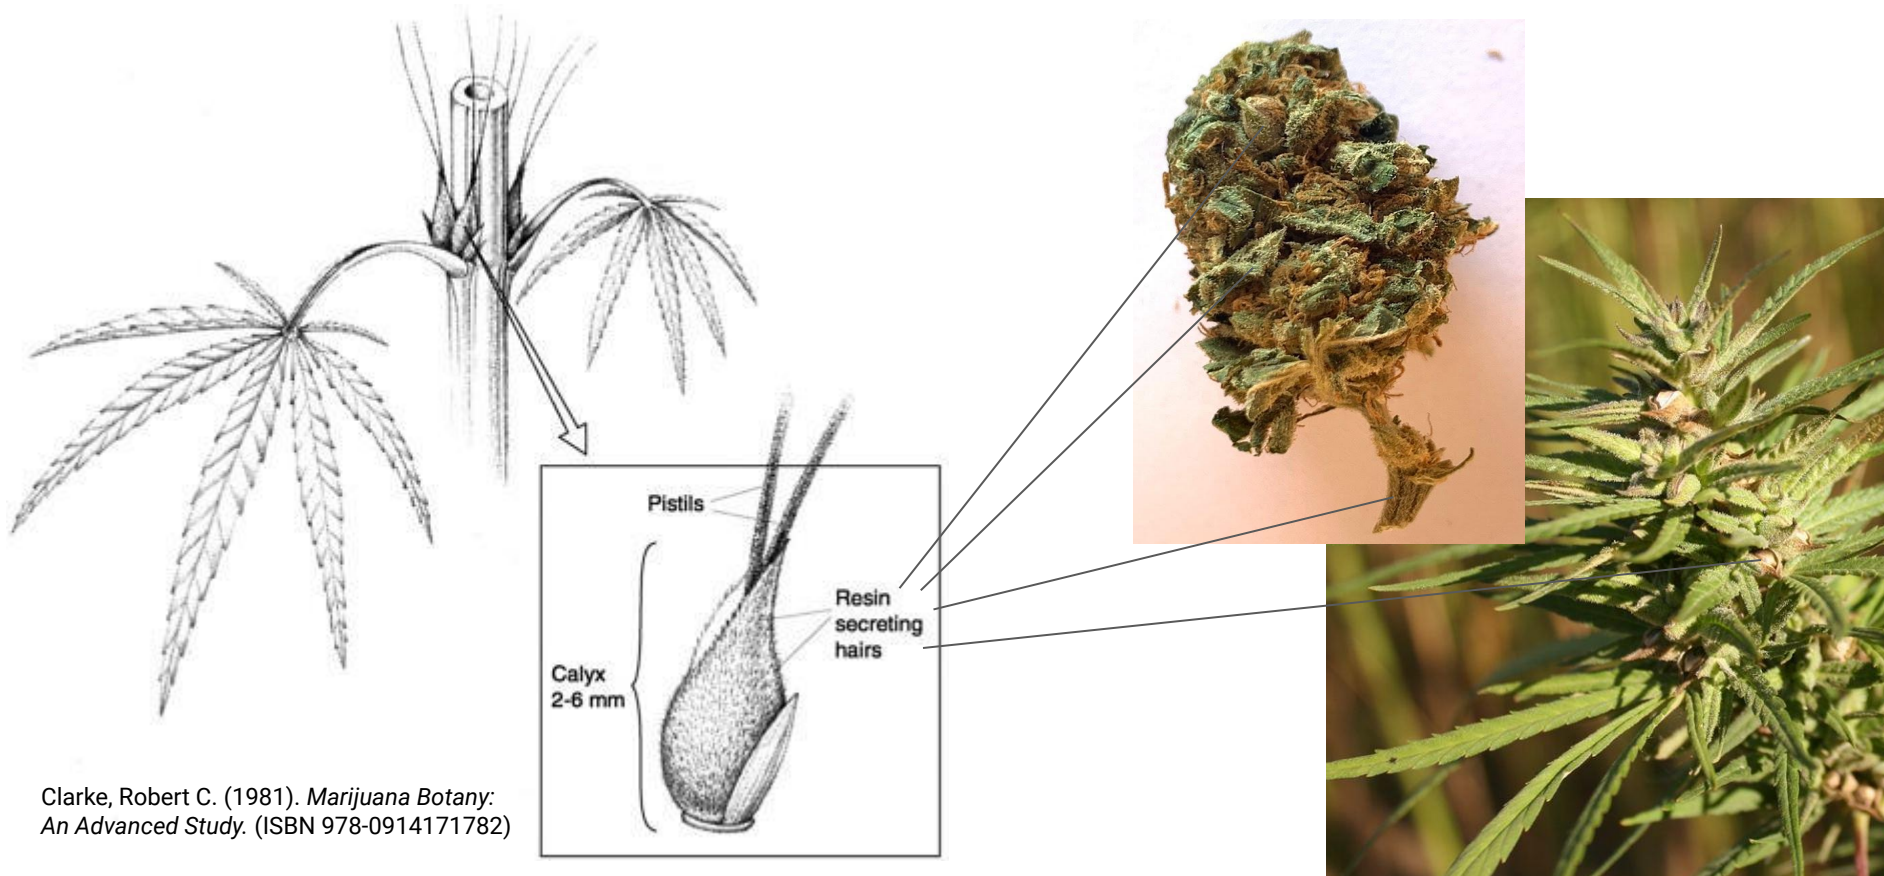 Pistils
Resin
secreting
hairs
Calyx
2-6 mm
Clarke, Robert C. (1981). Marijuana Botany:
An Advanced Study. (ISBN 978-0914171782)